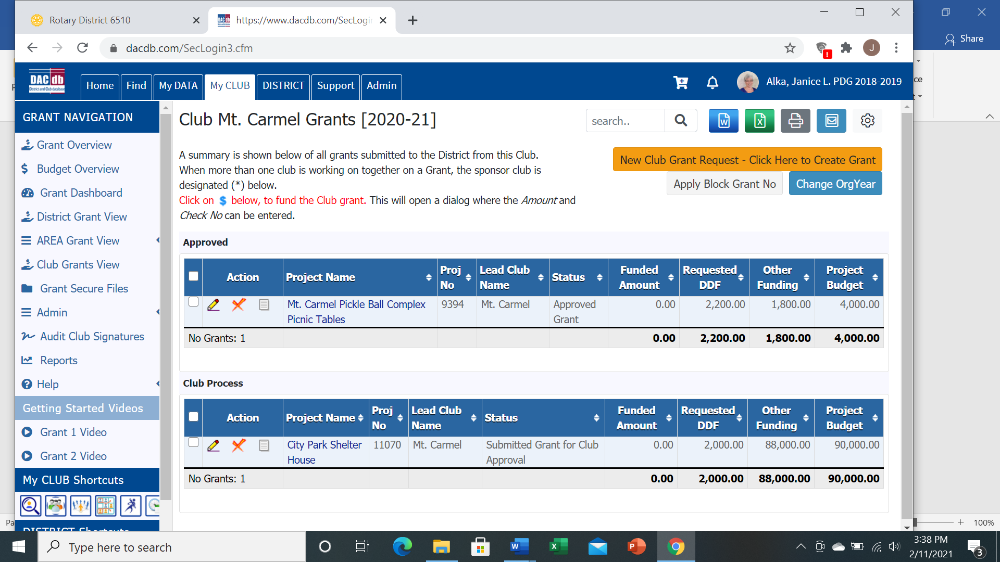 Rotary District 6510
https://www.dacdb.com/SecLogi
Share
dacdb.com/SecLogin3.cfm
J
DAC db
District and Club database
Home
Find
My DATA
My CLUB
DISTRICT
Support
Admin
Alka, Janice L. PDG 2018-2019
GRANT NAVIGATION
Grant Overview
Budget Overview
Grant Dashboard
District Grant View
AREA Grant View
Club Grants View
Grant Secure Files
Admin
Audit Club Signatures
Reports
Help
Getting Started Videos
Grant 1 Video
Grant 2 Video
My CLUB Shortcuts
Club Mt. Carmel Grants [2020-21]
search..
A summary is shown below of all grants submitted to the District from this Club.
When more than one club is working on together on a Grant, the sponsor club is
designated (*) below.
Click on $ below, to fund the Club grant. This will open a dialog where the Amount and
Check No can be entered.
New Club Grant Request - Click Here to Create Grant
Apply Block Grant No
Change OrgYear
Approved
Action Project Name Proj No Lead Club Name Status Funded Amount Requested DDF Other Funding Project Budget
Mt. Carmel Pickle Ball Complex 9394 Mt. Carmel Approved 0.00 2,200.00 1,800.00 4,000.00
Picnic Tables Grant
No Grants: 1 0.00 2,200.00 1,800.00 4,000.00
Club Process
Action Project Name Proj No Lead Club Name Status Funded Amount Requested DDF Other Funding Project Budget
City Park Shelter 11070 Mt. Carmel Submitted Grant for Club 0.00 2,000.00 88,000.00 90,000.00
House Approval
No Grants: 1 0.00 2,000.00 88,000.00 90,000.00
Pa
100%
Type here to search
3:38 PM
2/11/2021
3